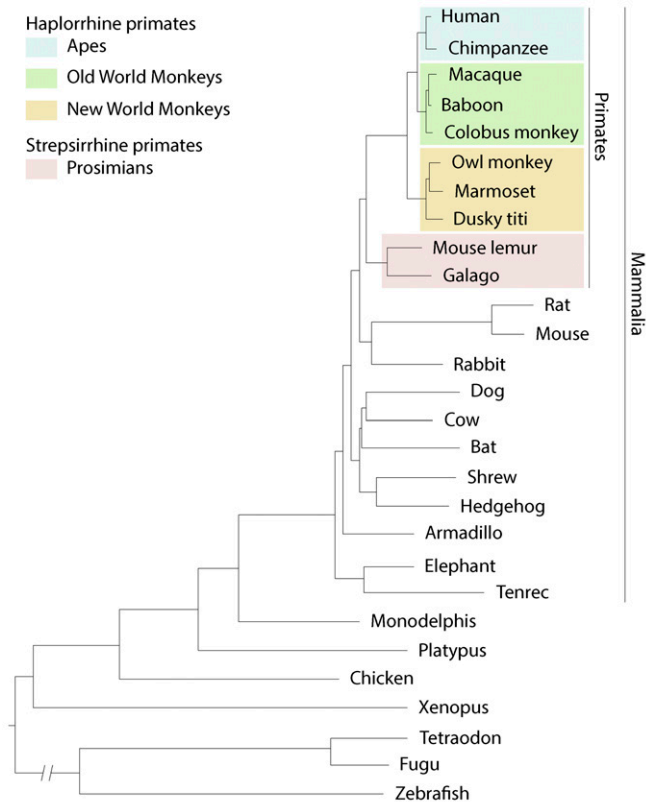 Haplorrhine primates
Apes
Old World Monkeys
New World Monkeys
Strepsirrhine primates
Prosimians
Human
Chimpanzee
Macaque
Baboon
Colobus monkey
Owl monkey
Marmoset
Dusky titi
Mouse lemur
Galago
Primates
Rat
Mouse
Rabbit
Dog
Cow
Bat
Shrew
Hedgehog
Armadillo
Elephant
Tenrec
Mammalia
Monodelphis
Platypus
Chicken
Xenopus
Tetraodon
Fugu
Zebrafish